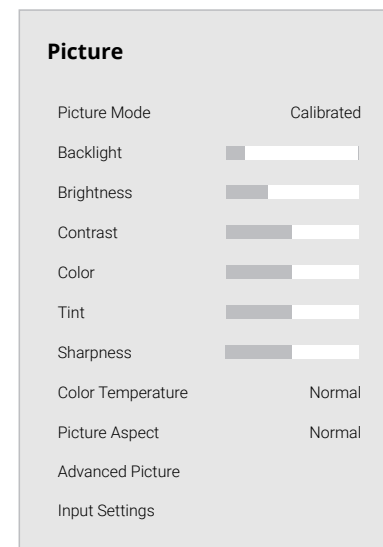 Picture
Picture Mode Calibrated
Backlight
Brightness
Contrast
Color
Tint
Sharpness
Color Temperature Normal
Picture Aspect Normal
Advanced Picture
Input Settings